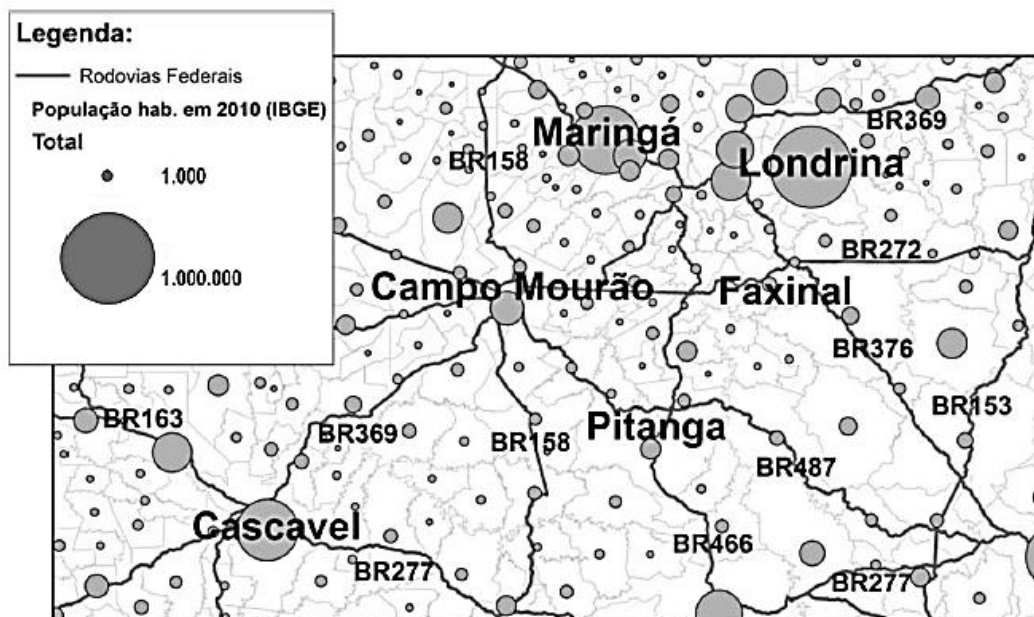 Legenda:
Rodovias Federais
População hab. em 2010 (IBGE)
Total
1.000
1.000.000
Maringá
BR369
BR158
Londrina
BR272
Campo Mourão
Faxinal
BR376
BR153
BR163
BR369
BR158
Pitanga
BR487
Cascavel
BR466
BR277
BR277